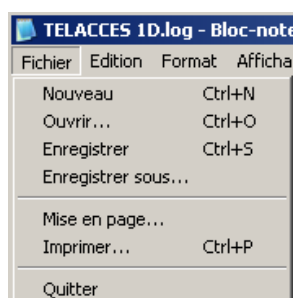 TELACCES 1D.log - Bloc-note
Fichier Edition Format Afficha
Nouveau Ctrl+N
Ouvrir... Ctrl+O
Enregistrer Ctrl+S
Enregistrer sous...
Mise en page...
Imprimer... Ctrl+P
Quitter